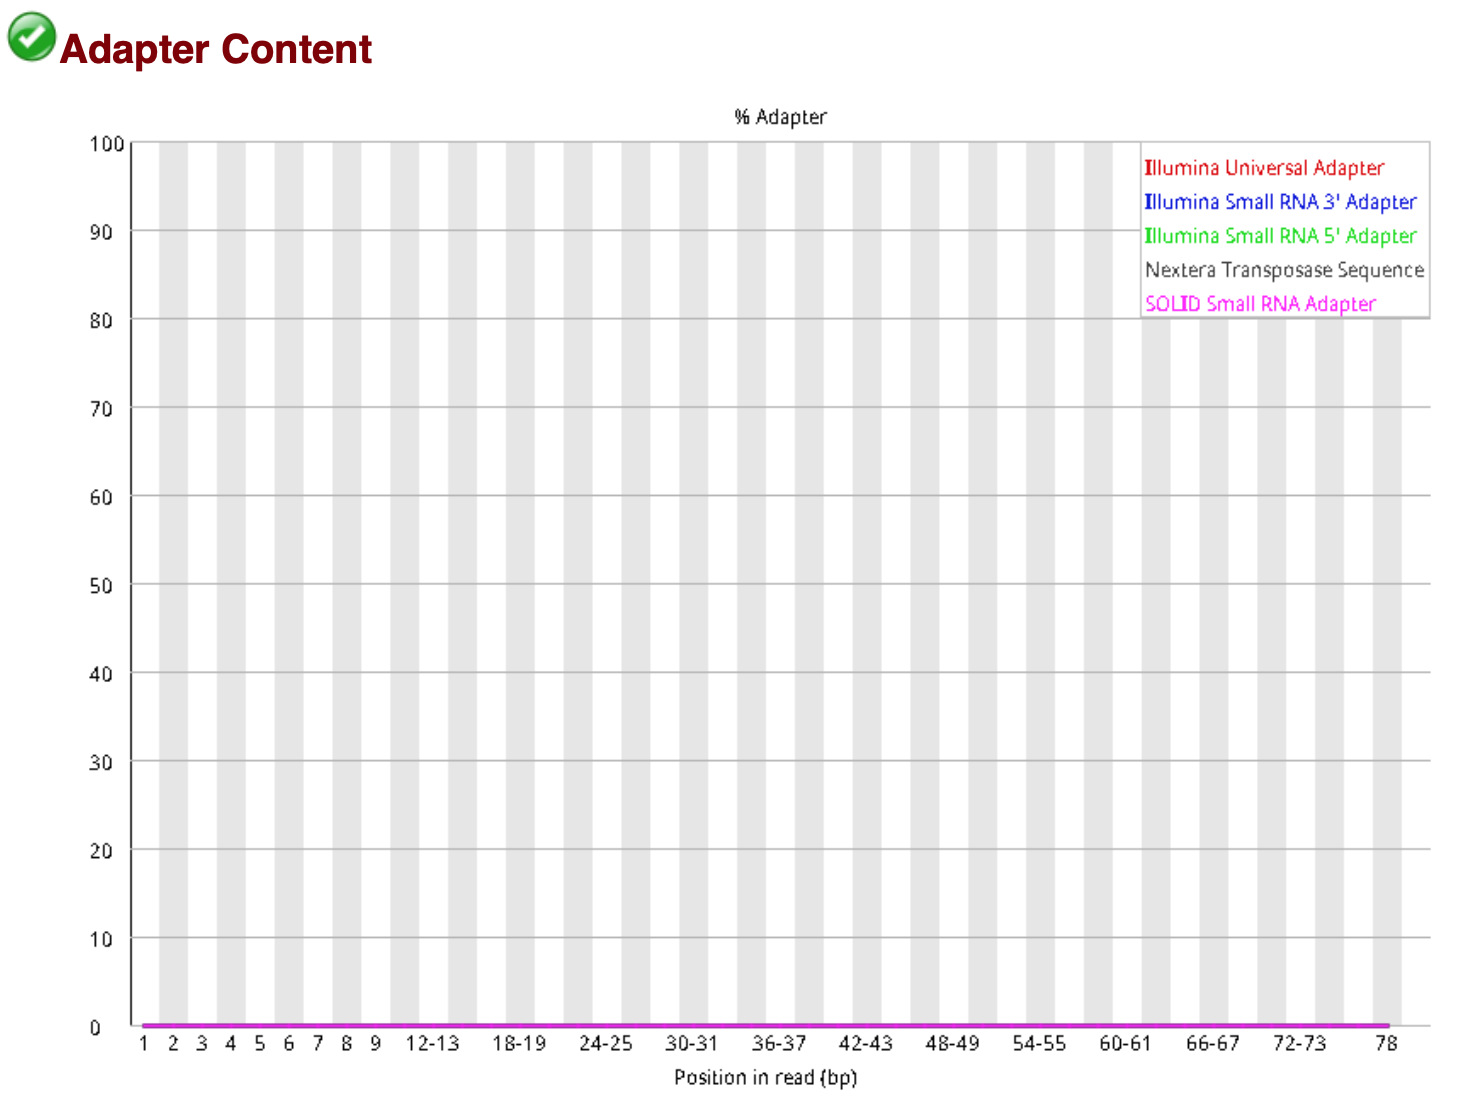 Adapter Content
% Adapter
100
90
80
70
60
50
40
30
20
10
0
Illumina Universal Adapter
Illumina Small RNA 3' Adapter
Illumina Small RNA 5' Adapter
Nextera Transposase Sequence
SOLID Small RNA Adapter
1 2 3 4 5 6 7 8 9 12-13 18-19 24-25 30-31 36-37 42-43 48-49 54-55 60-61 66-67 72-73 78
Position in read (bp)